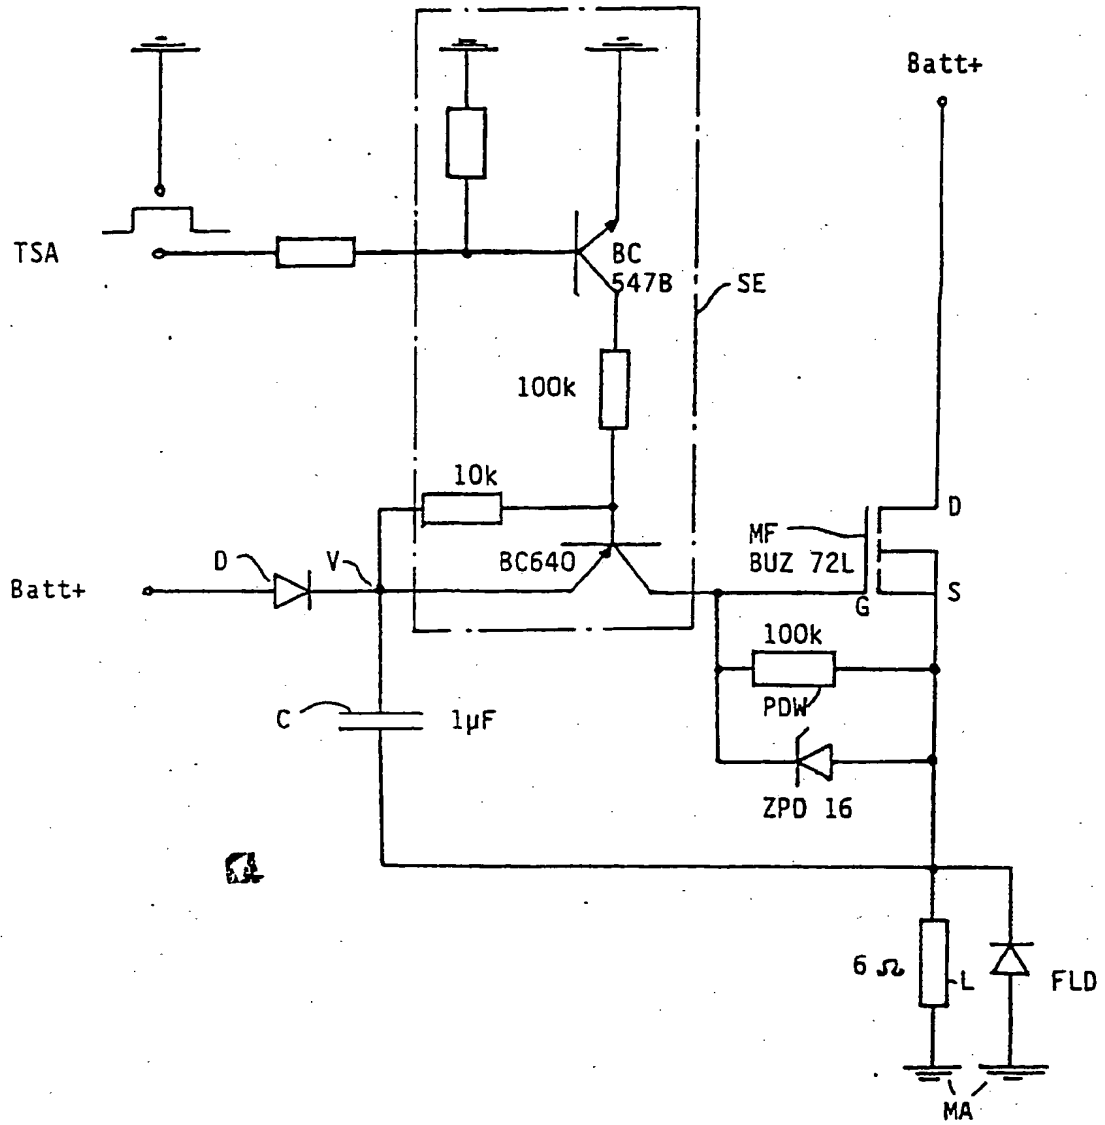 Batt+
TSA
BC
547B
SE
100k
10k
D
V
BC640
MF
BUZ 72L
D
Batt+
G
S
100k
PDW
C
1µF
ZPD 16
6 Ω
L
FLD
MA